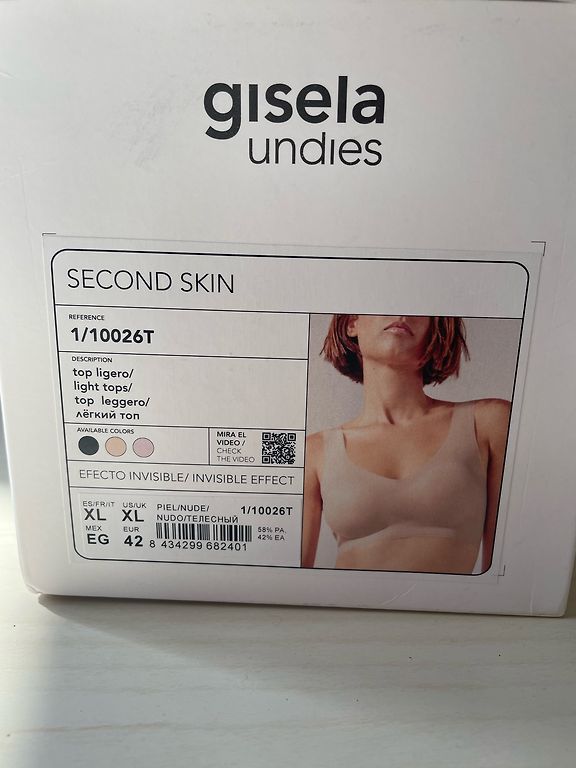 gisela
undies
SECOND SKIN
REFERENCE
1/10026T
DESCRIPTION
top ligero/
light tops/
top leggero/
лёгкий топ
AVAILABLE COLORS
MIRA EL
VIDEO /
CHECK
THE VIDEO
EFECTO INVISIBLE/ INVISIBLE EFFECT
ES/FR/IT US/UK
XL XL
MEX EUR
EG 42
PIEL/NUDE/ 1/10026T
NUDO/ТЕЛЕСНЫЙ
58% PA.
42% EA
8 434299 682401